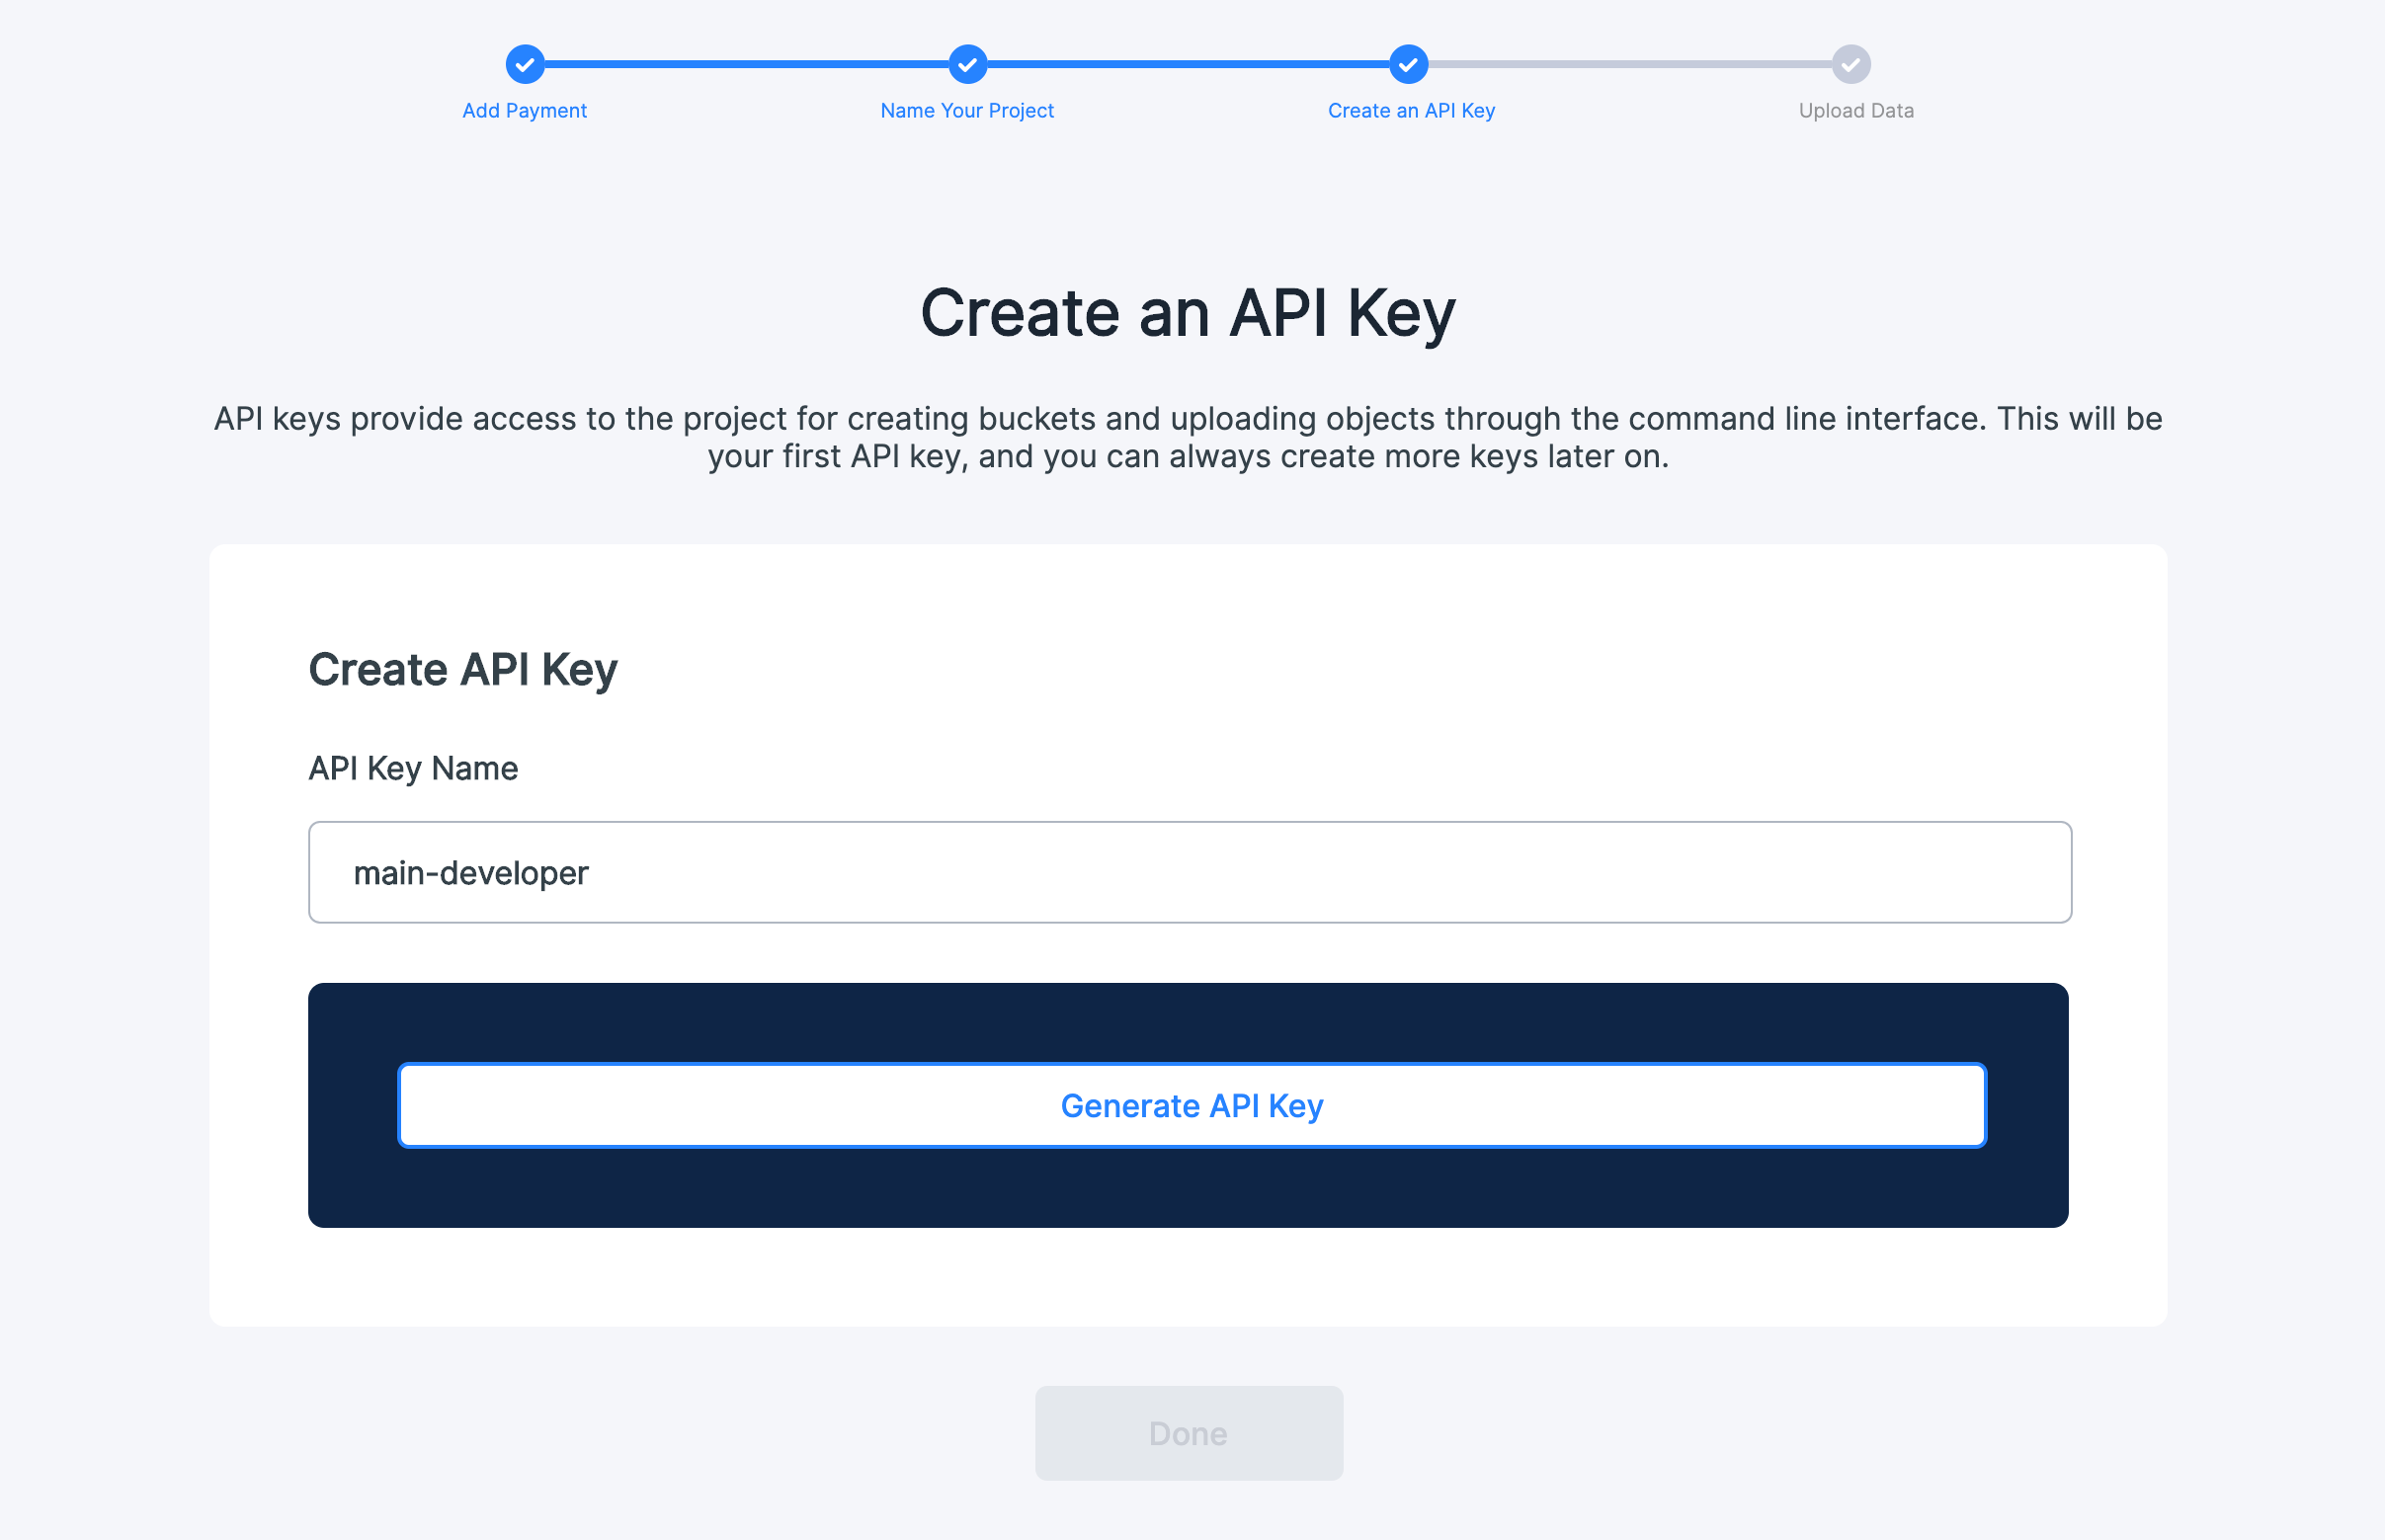 Add Payment
Name Your Project
Create an API Key
Upload Data
Create an API Key
API keys provide access to the project for creating buckets and uploading objects through the command line interface. This will be
your first API key, and you can always create more keys later on.
Create API Key
API Key Name
main-developer
Generate API Key
Done